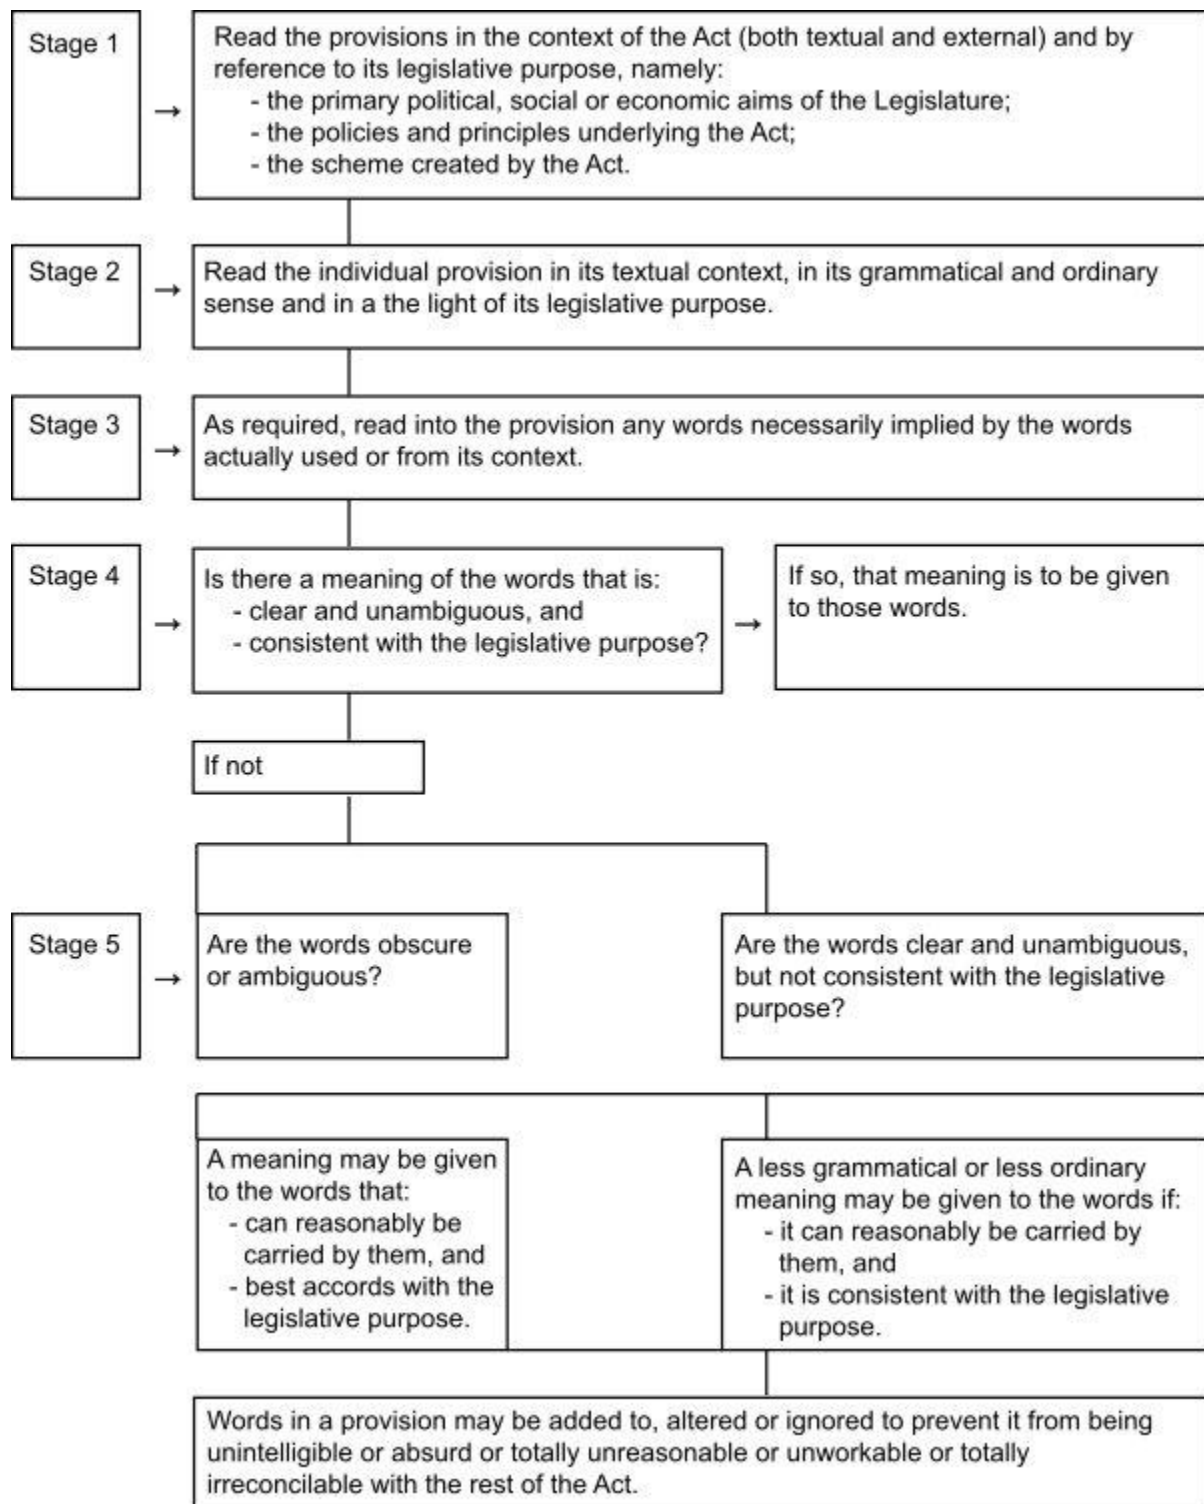 Stage 1
Read the provisions in the context of the Act (both textual and external) and by
reference to its legislative purpose, namely:
- the primary political, social or economic aims of the Legislature;
- the policies and principles underlying the Act;
- the scheme created by the Act.
Stage 2
Read the individual provision in its textual context, in its grammatical and ordinary
sense and in a the light of its legislative purpose.
Stage 3
As required, read into the provision any words necessarily implied by the words
actually used or from its context.
Stage 4
Is there a meaning of the words that is:
- clear and unambiguous, and
- consistent with the legislative purpose?
If so, that meaning is to be given
to those words.
If not
Stage 5
Are the words obscure
or ambiguous?
Are the words clear and unambiguous,
but not consistent with the legislative
purpose?
A meaning may be given
to the words that:
- can reasonably be
carried by them, and
- best accords with the
legislative purpose.
A less grammatical or less ordinary
meaning may be given to the words if:
- it can reasonably be carried by
them, and
- it is consistent with the legislative
purpose.
Words in a provision may be added to, altered or ignored to prevent it from being
unintelligible or absurd or totally unreasonable or unworkable or totally
irreconcilable with the rest of the Act.